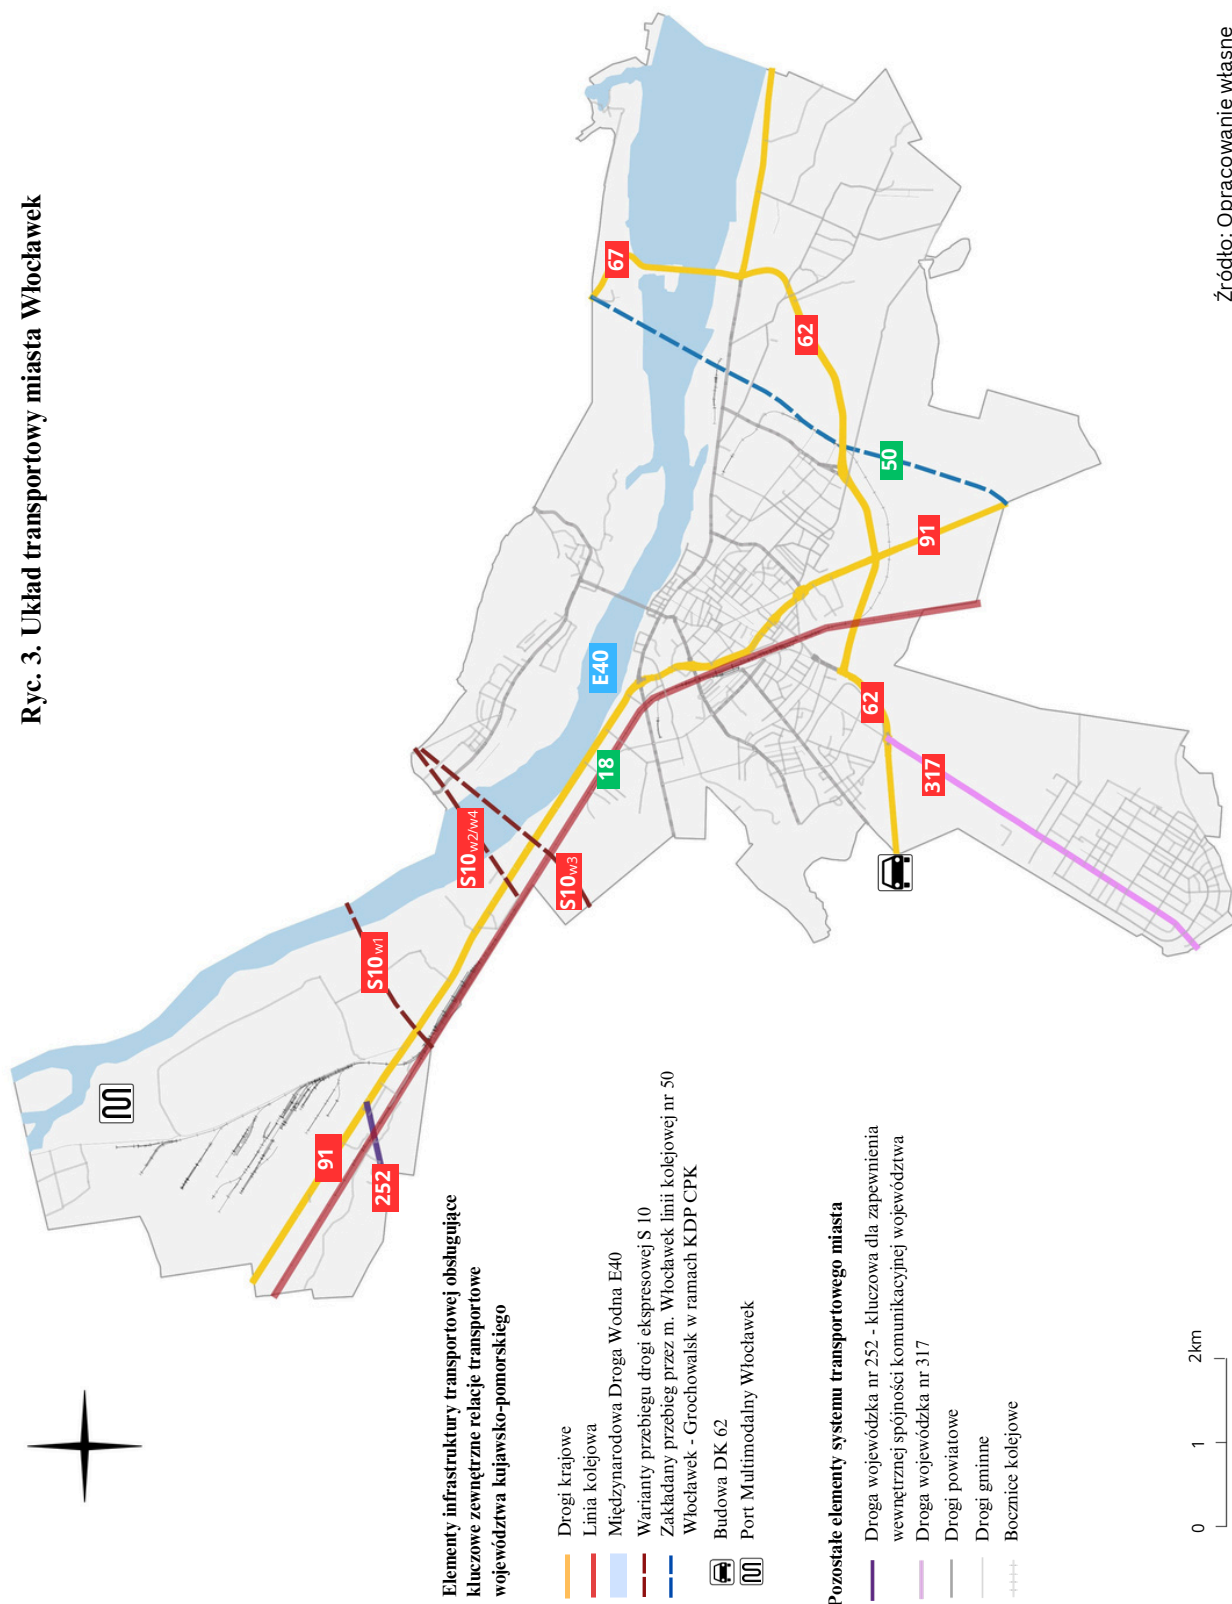 Ryc. 3. Układ transportowy miasta Włocławek
67
62
50
91
E40
18
62
317
S10w2/w4
S10w3
S10w1
91
252
Elementy infrastruktury transportowej obsługujące
kluczowe zewnętrzne relacje transportowe
województwa kujawsko-pomorskiego
Drogi krajowe
Linia kolejowa
Międzynarodowa Droga Wodna E40
Warianty przebiegu drogi ekspresowej S 10
Zakładany przebieg przez m. Włocławek linii kolejowej nr 50
Włocławek - Grochowalsk w ramach KDP CPK
Budowa DK 62
Port Multimodalny Włocławek
Pozostałe elementy systemu transportowego miasta
Droga wojewódzka nr 252 - kluczowa dla zapewnienia
wewnętrznej spójności komunikacyjnej województwa
Droga wojewódzka nr 317
Drogi powiatowe
Drogi gminne
Bocznice kolejowe
0 1 2km
Źródło: Opracowanie własne